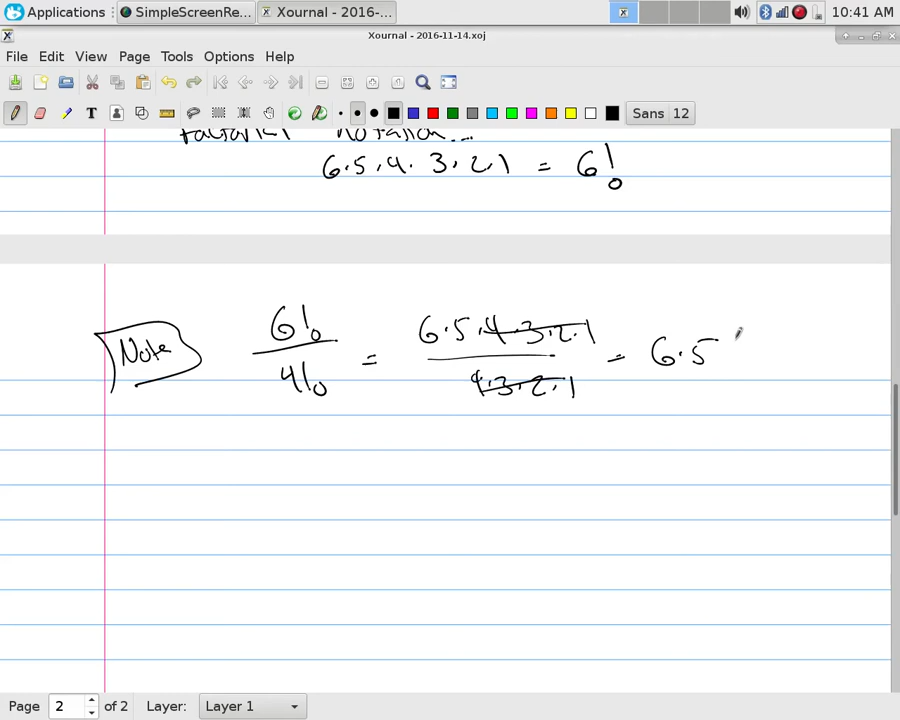 Applications SimpleScreenRe... Xournal - 2016-... 10:41 AM
Xournal - 2016-11-14.xoj
File Edit View Page Tools Options Help
T Sans 12
Factorial notation...
6·5·4·3·2·1 = 6!
Note 6!/4! = 6·5·4·3·2·1/4·3·2·1 = 6·5
Page 2 of 2 Layer: Layer 1